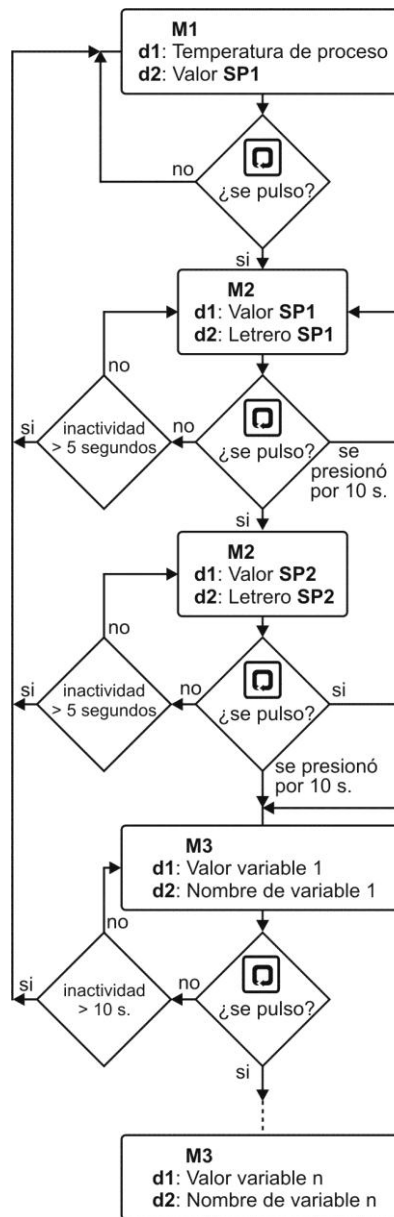 M1
d1: Temperatura de proceso
d2: Valor SP1
no
¿se pulso?
si
M2
d1: Valor SP1
d2: Letrero SP1
no
si
inactividad
> 5 segundos
no
¿se pulso?
se
presionó
por 10 s.
si
M2
d1: Valor SP2
d2: Letrero SP2
no
si
inactividad
> 5 segundos
no
¿se pulso?
si
se presionó
por 10 s.
M3
d1: Valor variable 1
d2: Nombre de variable 1
no
si
inactividad
> 10 s.
no
¿se pulso?
si
M3
d1: Valor variable n
d2: Nombre de variable n